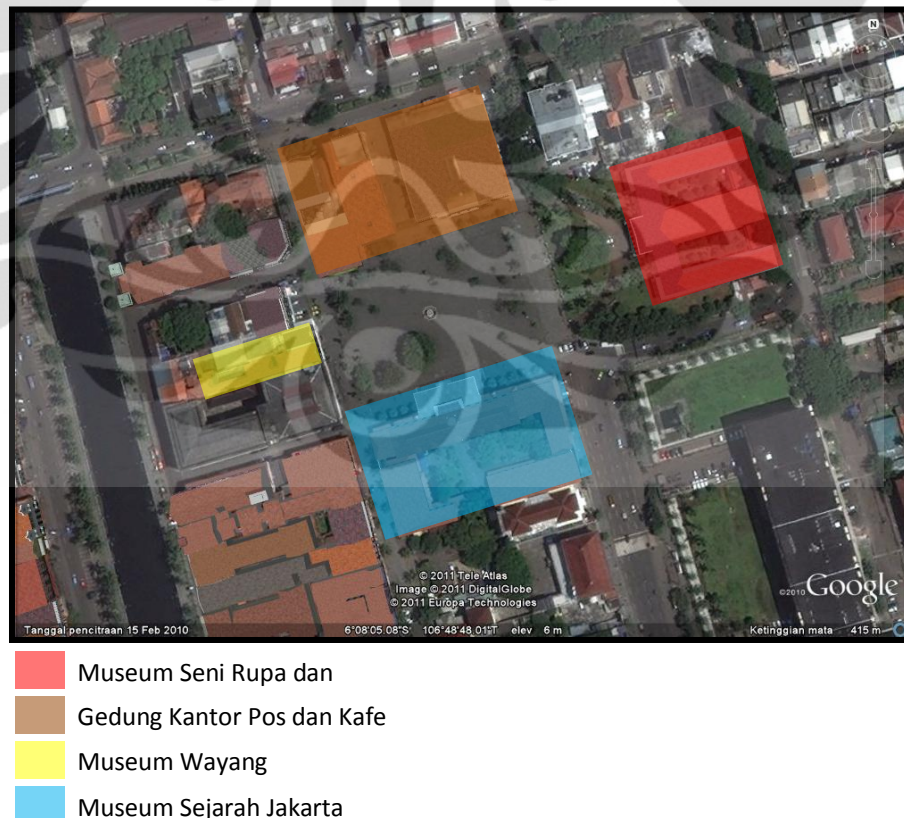 N
© 2011 Tele Atlas
Image © 2011 DigitalGlobe
© 2011 Europa Technologies
©2010 Google
Tanggal pencitraan 15 Feb 2010
6°08'05.08"S 106°48'48.01"T elev 6 m
Ketinggian mata 415 m
Museum Seni Rupa dan
Gedung Kantor Pos dan Kafe
Museum Wayang
Museum Sejarah Jakarta